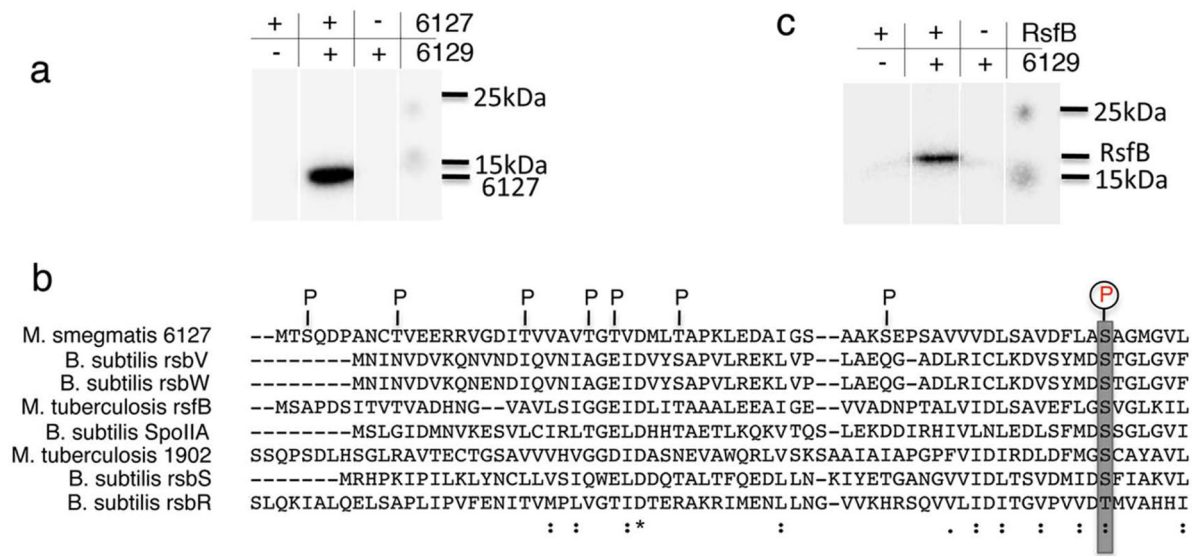 a
+ + - 6127
- + + 6129
25kDa
15kDa
6127
c
+ + - RsfB
- + + 6129
25kDa
RsfB
15kDa
b
P P P P P P P P
M. smegmatis 6127 --MTSQDPANCTVEERRVGDITVVAVTGTVDMLTAPKLEDAIGS--AAKSEPSAVVVDLSAVDFLASAGMGVL
B. subtilis rsbV --------MNINVDVKQNVNDIQVNIAGEIDVYSAPVLREKLVP--LAEQG-ADLRICLKDVSYMDSTGLGVF
B. subtilis rsbW --------MNINVDVKQNENDIQVNIAGEIDVYSAPVLREKLVP--LAEQG-ADLRICLKDVSYMDSTGLGVF
M. tuberculosis rsfB --MSAPDSITVTVADHNG--VAVLSIGGEIDLITAAALEEAIGE--VVADNPTALVIDLSAVEFLGSVGLKIL
B. subtilis SpoIIA --------MSLGIDMNVKESVLCIRLTGELDHHTAETLKQKVTQS-LEKDDIRHIVLNLEDLSFMDSSGLGVI
M. tuberculosis 1902 SSQPSDLHSGLRAVTECTGSAVVVHVGGDIDASNEVAWQRLVSKSAAIAIAPGPFVIDIRDLDFMGSCAYAVL
B. subtilis rsbS -------MRHPKIPILKLYNCLLVSIQWELDDQTALTFQEDLLN-KIYETGANGVVIDLTSVDMIDSFIAKVL
B. subtilis rsbR SLQKIALQELSAPLIPVFENITVMPLVGTIDTERAKRIMENLLNGVVKHRSQVVLIDITGVPVVDTMVAHHI
: : :* : . : : : : : :